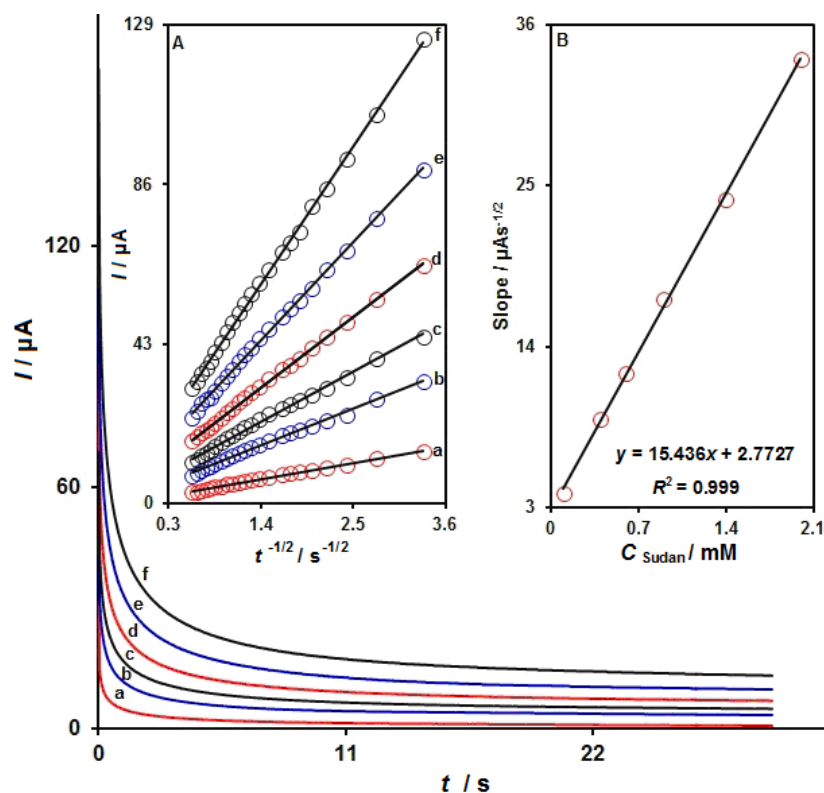 129
A
f
e
d
c
b
a
86
43
0
I / µA
0.3
1.4
2.5
3.6
t -1/2 / s-1/2
36
B
25
14
3
Slope / µAs-1/2
y = 15.436x + 2.7727
R2 = 0.999
0
0.7
1.4
2.1
C Sudan / mM
120
60
0
I / µA
f
e
d
c
b
a
0
11
22
t / s